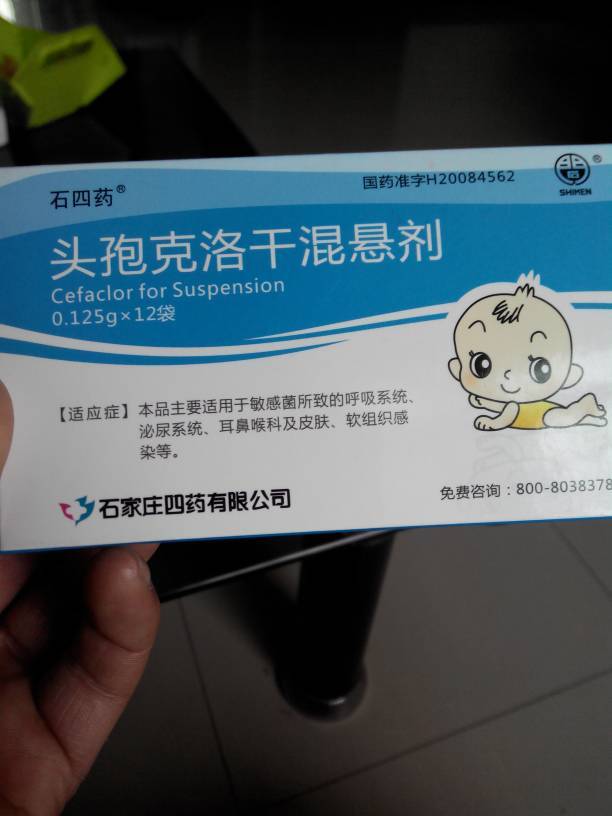 石四药®
国药准字H20084562
SHIMEN
®
头孢克洛干混悬剂
Cefaclor for Suspension
0.125g×12袋
【适应症】本品主要适用于敏感菌所致的呼吸系统、
泌尿系统、耳鼻喉科及皮肤、软组织感
染等。
石家庄四药有限公司
免费咨询:800-8038378